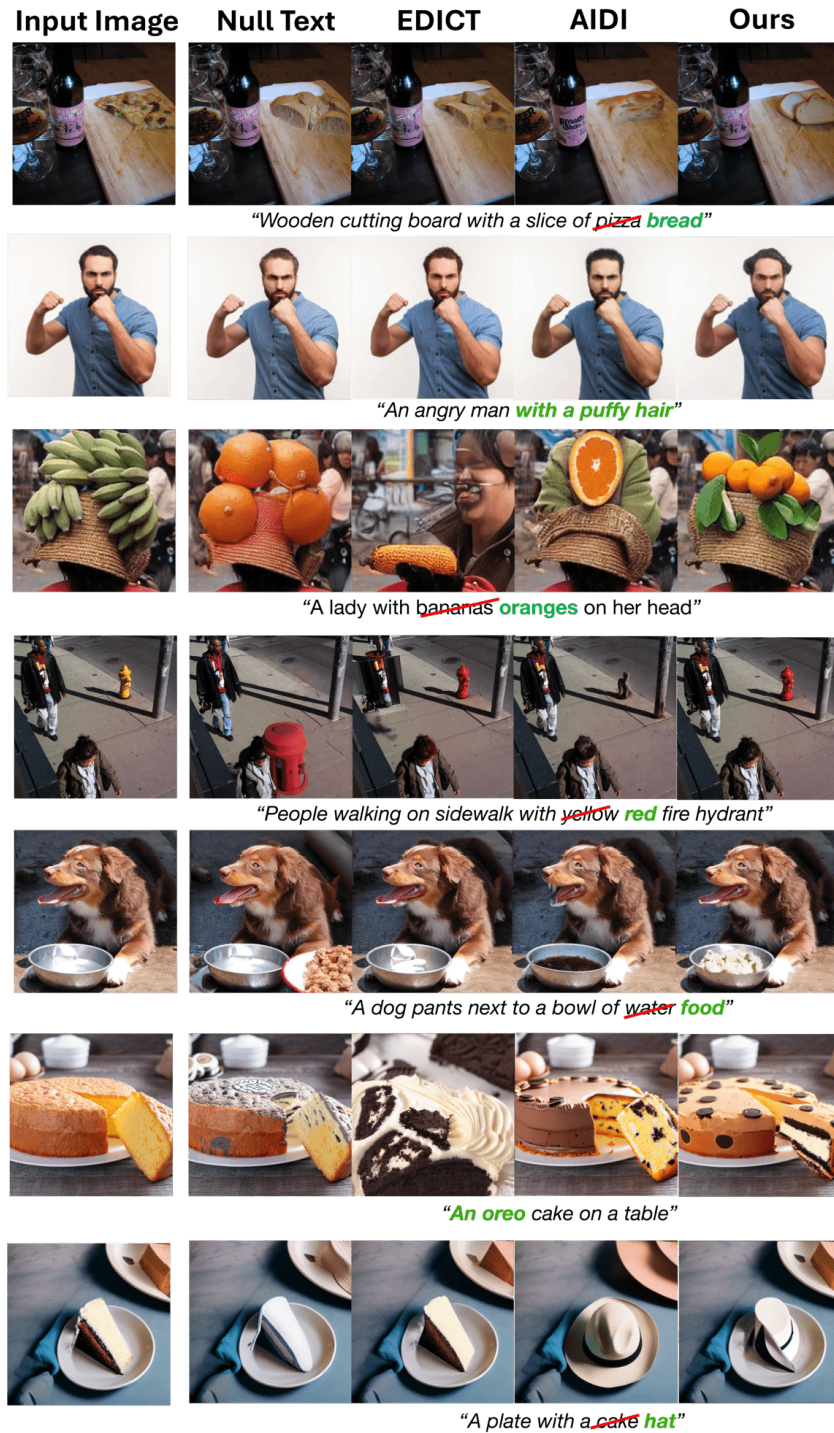 Input Image Null Text EDICT AIDI Ours
Breath
“Wooden cutting board with a slice of pizza bread”
“An angry man with a puffy hair”
“A lady with bananas oranges on her head”
“People walking on sidewalk with yellow red fire hydrant”
“A dog pants next to a bowl of water food”
“An oreo cake on a table”
“A plate with a cake hat”